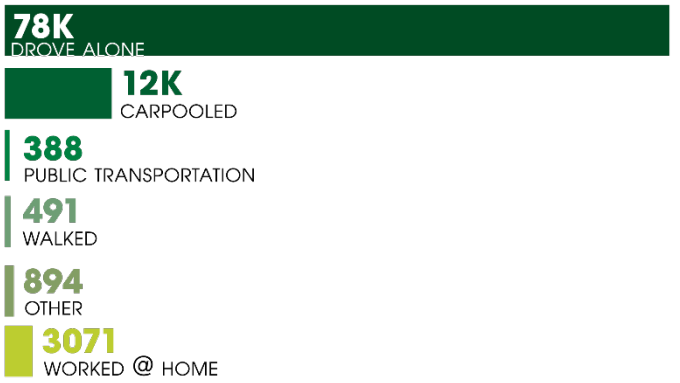 78K
DROVE ALONE
12K
CARPOOLED
388
PUBLIC TRANSPORTATION
491
WALKED
894
OTHER
3071
WORKED @ HOME